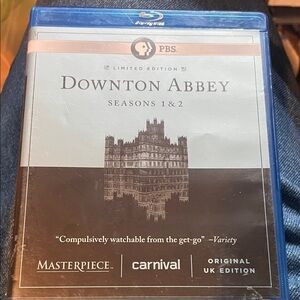 Blu-ray Disc
PBS.
LIMITED EDITION
DOWNTON ABBEY
SEASONS 1 & 2
"Compulsively watchable from the get-go" –Variety
MASTERPIECE. | carnival | ORIGINAL
UK EDITION